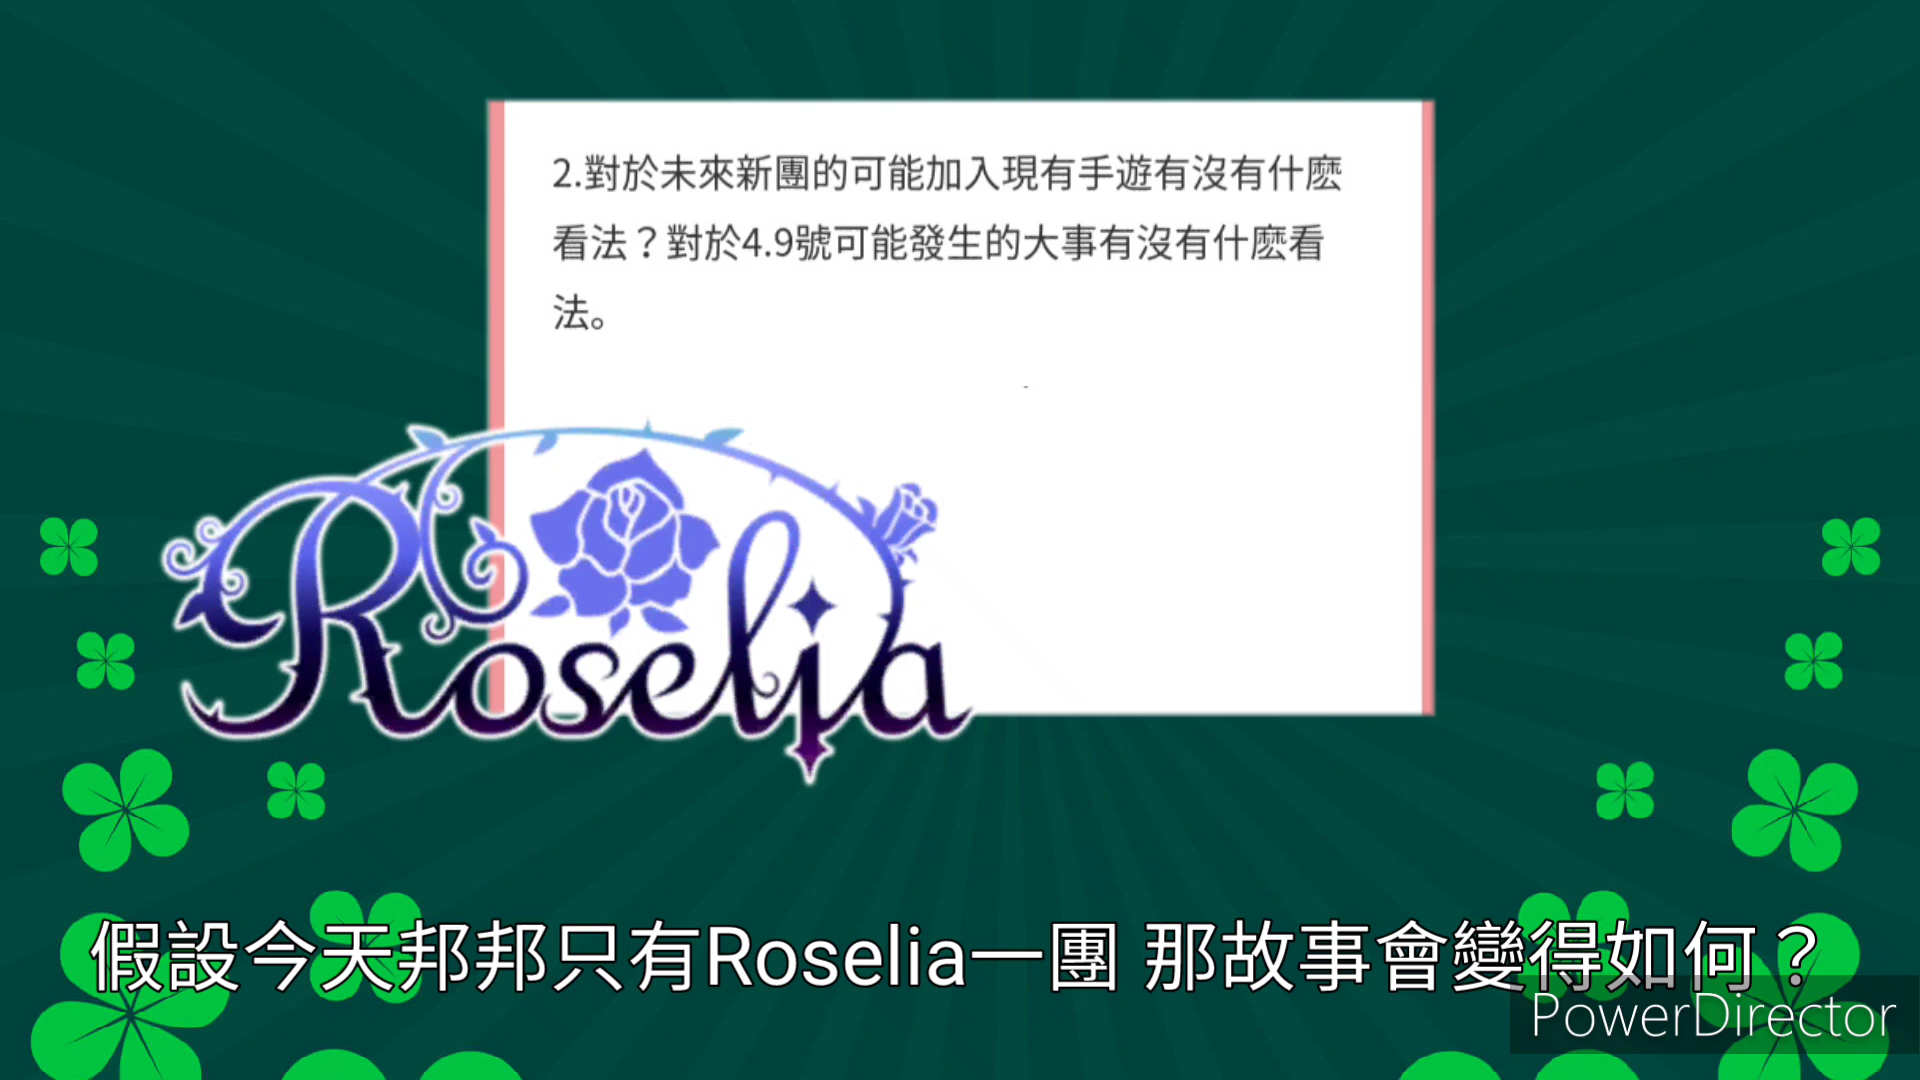 2.對於未來新團的可能加入現有手遊有沒有什麽
看法？對於4.9號可能發生的大事有沒有什麽看
法。
Roselia
假設今天邦邦只有Roselia一團 那故事會變得如何？
PowerDirector